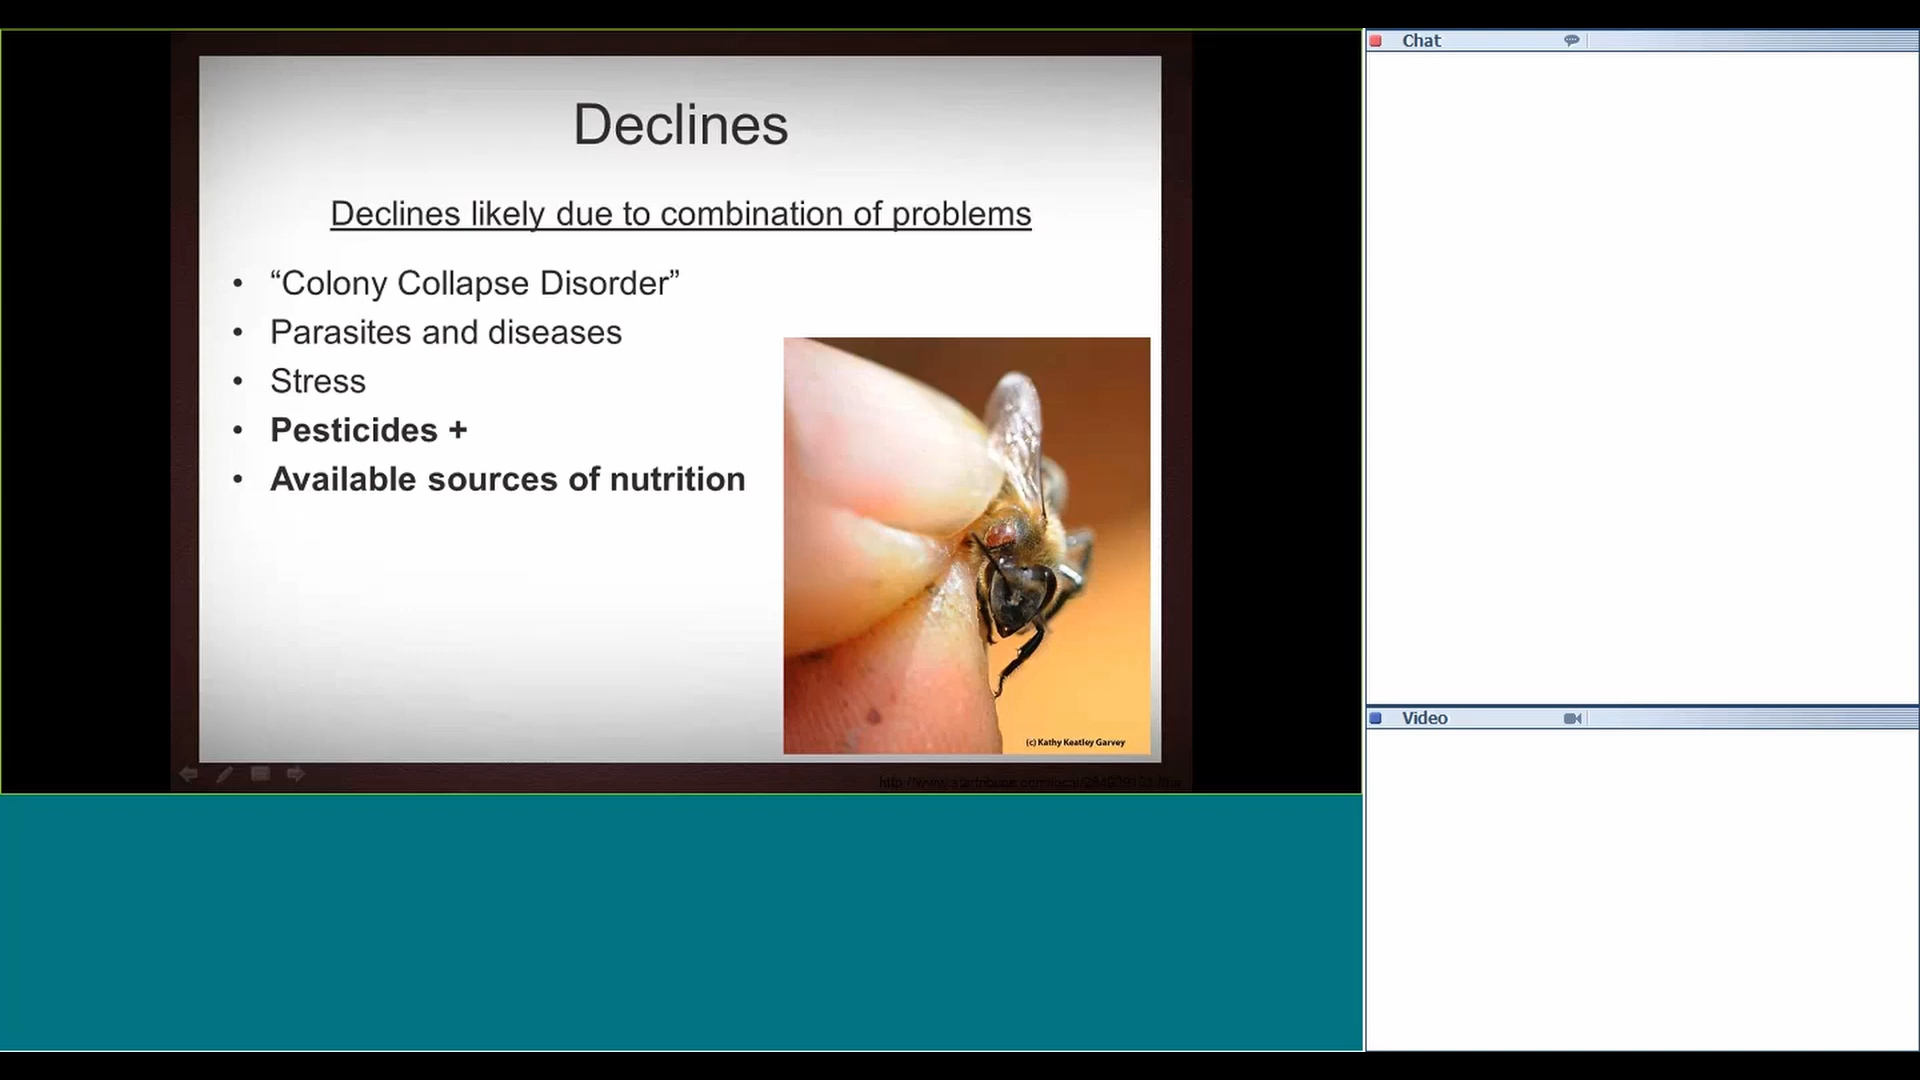 Chat
Declines
Declines likely due to combination of problems
• “Colony Collapse Disorder”
• Parasites and diseases
• Stress
• Pesticides +
• Available sources of nutrition
(c) Kathy Keatley Garvey
Video